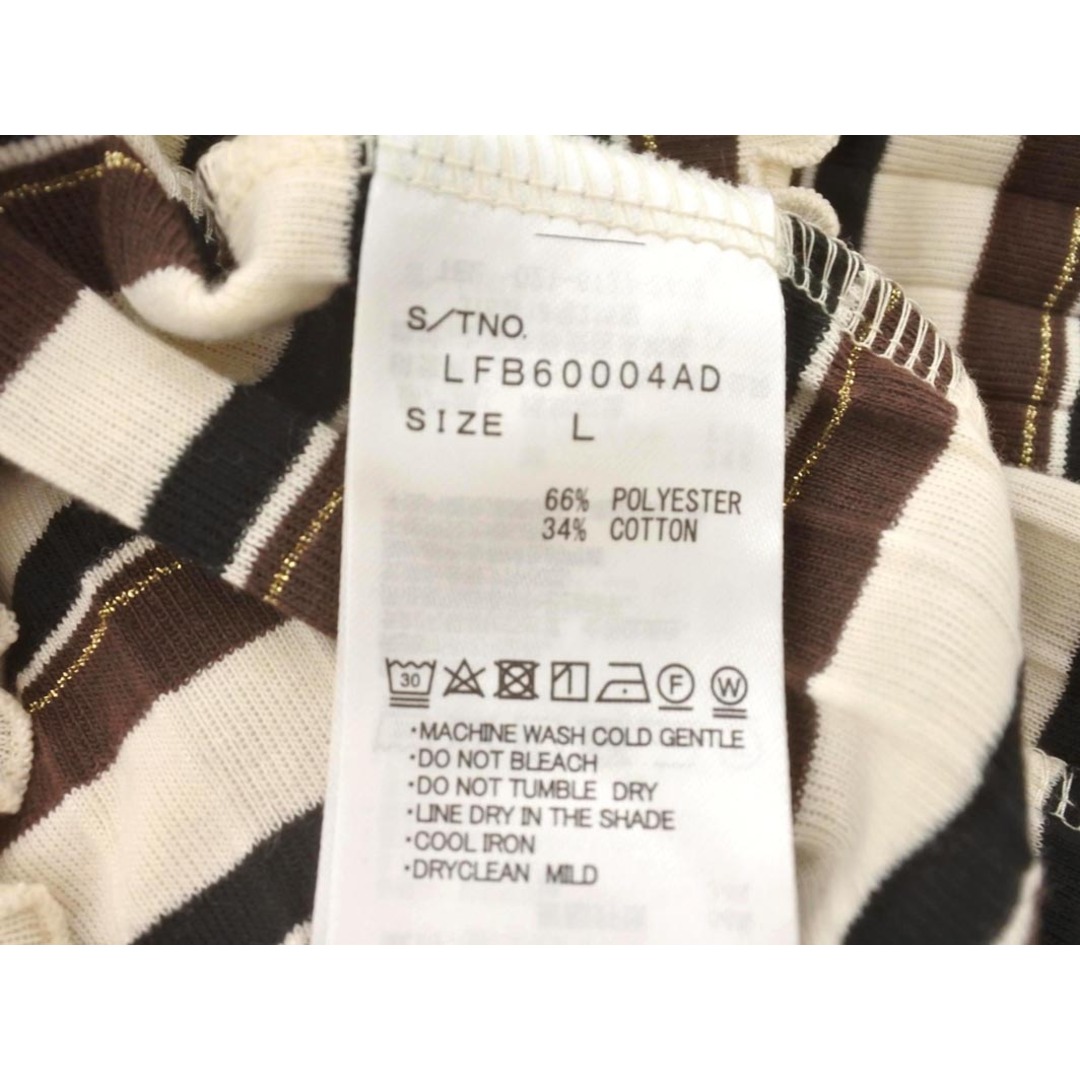 S/TNO.
LFB60004AD
SIZE L
66% POLYESTER
34% COTTON
30 F W
·MACHINE WASH COLD GENTLE
·DO NOT BLEACH
·DO NOT TUMBLE DRY
·LINE DRY IN THE SHADE
·COOL IRON
·DRYCLEAN MILD